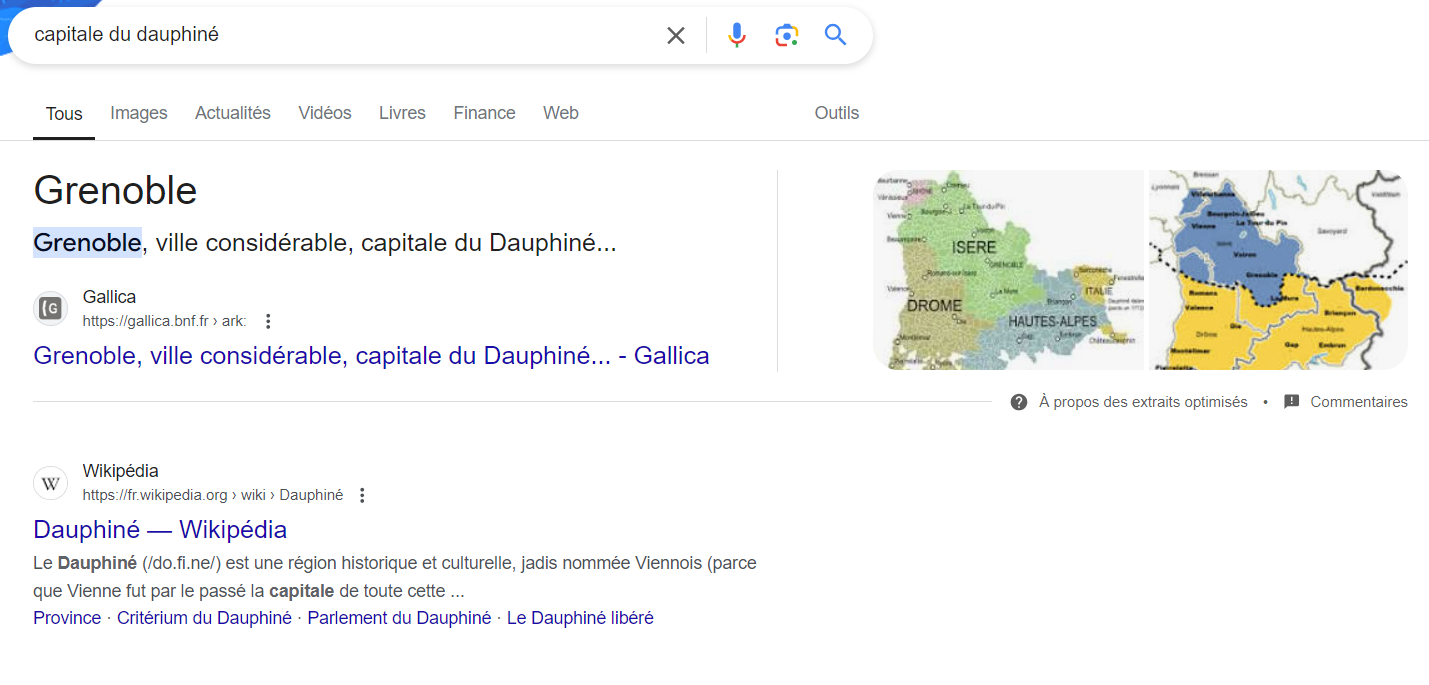 capitale du dauphiné
Tous Images Actualités Vidéos Livres Finance Web Outils
Grenoble
Grenoble, ville considérable, capitale du Dauphiné...
Gallica
https://gallica.bnf.fr › ark:
Grenoble, ville considérable, capitale du Dauphiné... - Gallica
ISERE
GRENOBLE
DROME
ITALIE
HAUTES-ALPES
Vienne
La Tour du Pin
Voiron
Grenoble
Romans
Valence
Die
Briançon
Gap
Embrun
À propos des extraits optimisés • Commentaires
Wikipédia
https://fr.wikipedia.org › wiki › Dauphiné
Dauphiné — Wikipédia
Le Dauphiné (/do.fi.ne/) est une région historique et culturelle, jadis nommée Viennois (parce
que Vienne fut par le passé la capitale de toute cette ...
Province · Critérium du Dauphiné · Parlement du Dauphiné · Le Dauphiné libéré